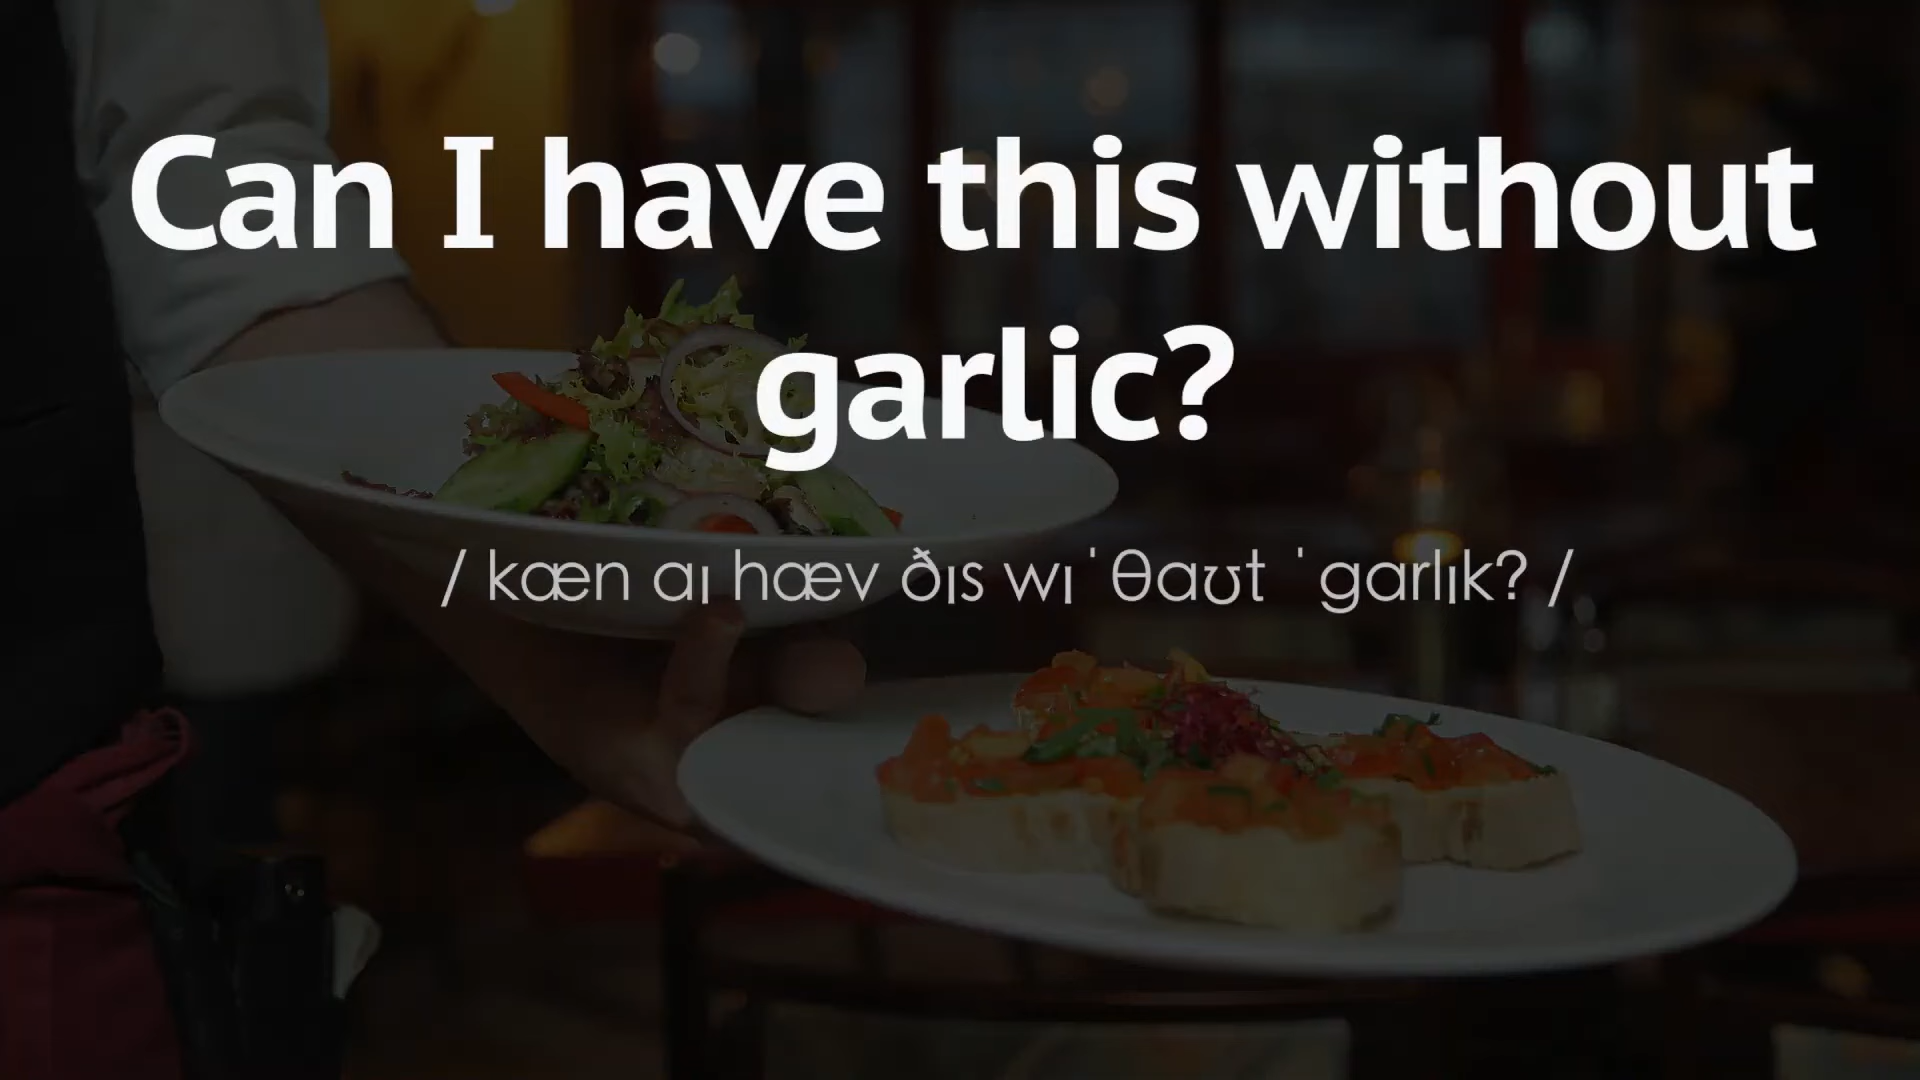 Can I have this without
garlic?
/ kæn aɪ hæv ðɪs wɪˈθaʊt ˈgarlɪk? /